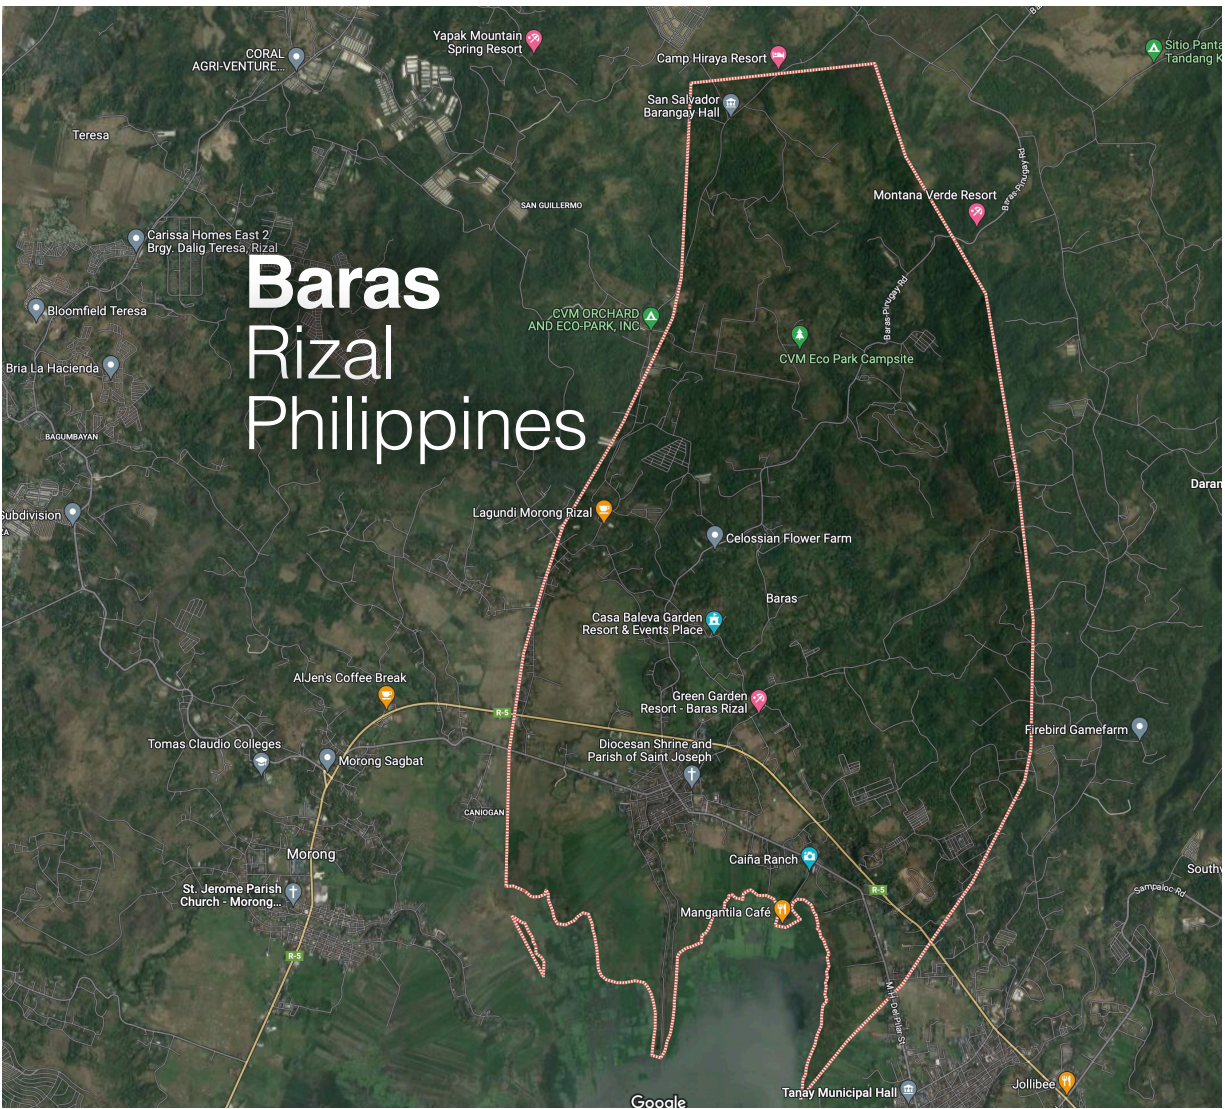 Yapak Mountain
Spring Resort
CORAL
AGRI-VENTURE...
Camp Hiraya Resort
Sitio Panta
Tandang K
San Salvador
Barangay Hall
Teresa
Baras-Pinugay Rd
Montana Verde Resort
SAN GUILLERMO
Carissa Homes East 2
Brgy. Dalig Teresa, Rizal
Baras
Rizal
Philippines
Bloomfield Teresa
Baras-Pinugay Rd
CVM ORCHARD
AND ECO-PARK, INC
CVM Eco Park Campsite
Bria La Hacienda
BAGUMBAYAN
Daran
Subdivision
Lagundi Morong Rizal
Celossian Flower Farm
Baras
Casa Baleva Garden
Resort & Events Place
AlJen's Coffee Break
Green Garden
Resort - Baras Rizal
R-5
Firebird Gamefarm
Tomas Claudio Colleges
Diocesan Shrine and
Parish of Saint Joseph
Morong Sagbat
CANIOGAN
Morong
Caiña Ranch
Southv
St. Jerome Parish
Church - Morong...
R-5
Sampaloc Rd
Mangantila Café
R-5
M.H. Del Pilar St
Jollibee
Tanay Municipal Hall
Google